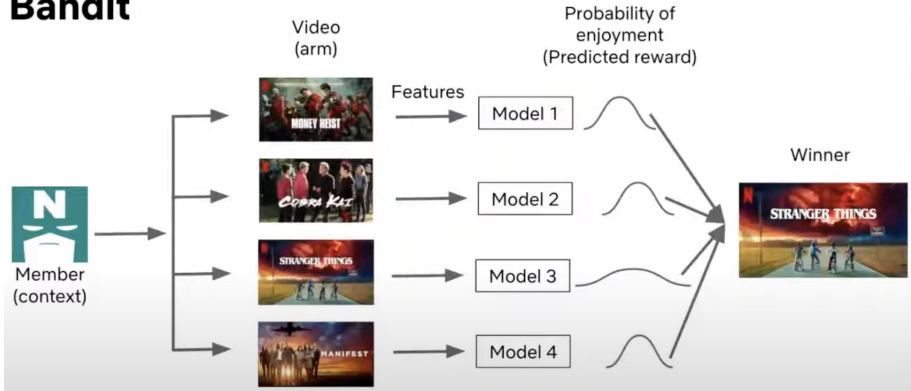 Bandit
Video
(arm)
Probability of
enjoyment
(Predicted reward)
Features
MONEY HEIST
Model 1
COBRA KAI
Model 2
STRANGER THINGS
Model 3
MANIFEST
Model 4
N
Member
(context)
Winner
N
STRANGER THINGS